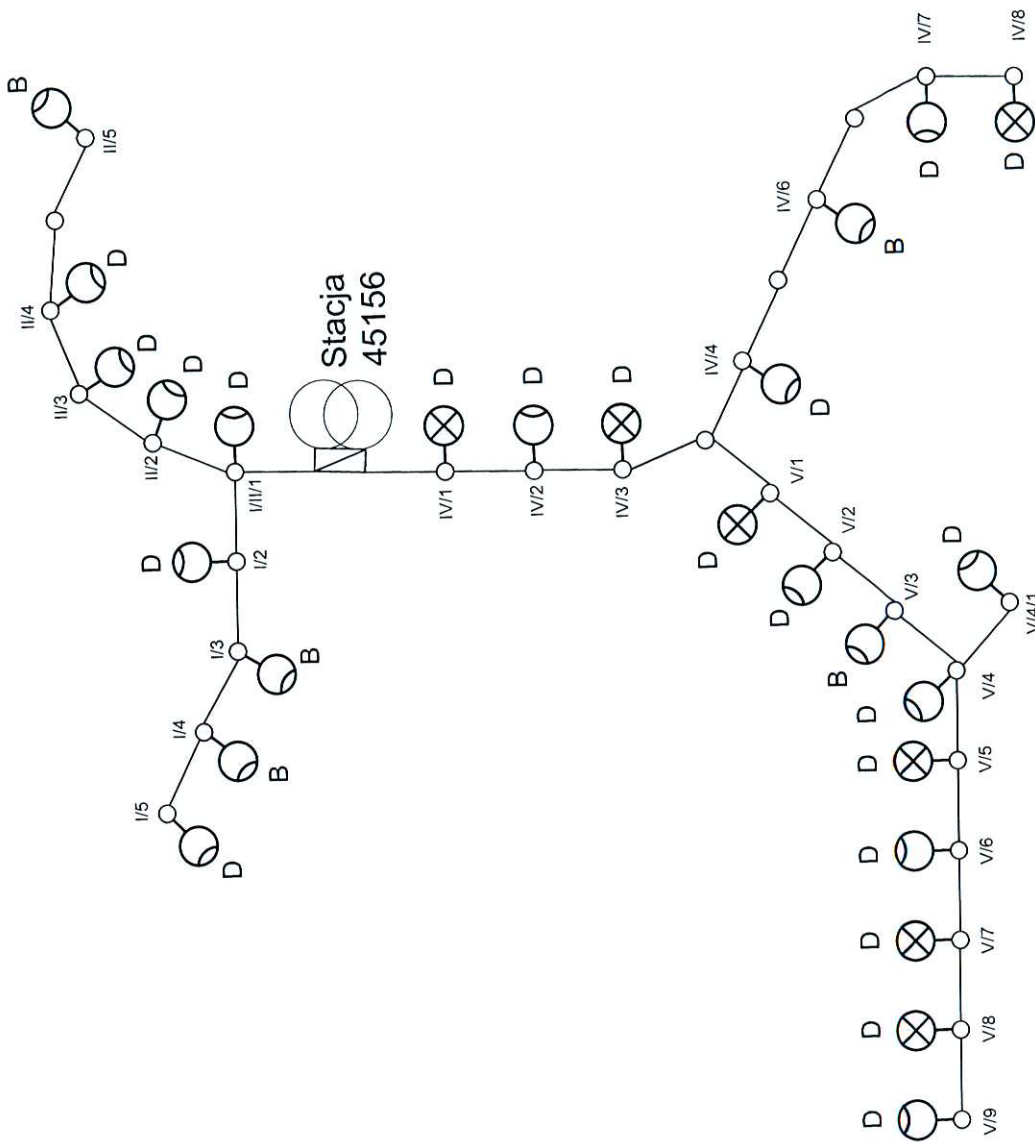 B
II/5
II/4
D
II/3
D
II/2
D
I/II/1
D
D
I/2
I/3
B
I/4
B
I/5
D
Stacja
45156
D
IV/1
D
IV/2
D
IV/3
IV/4
D
IV/6
B
IV/7
D
IV/8
D
V/1
D
V/2
D
V/3
B
V/4
D
D
V/4/1
D
V/5
D
V/6
D
V/7
D
V/8
D
V/9